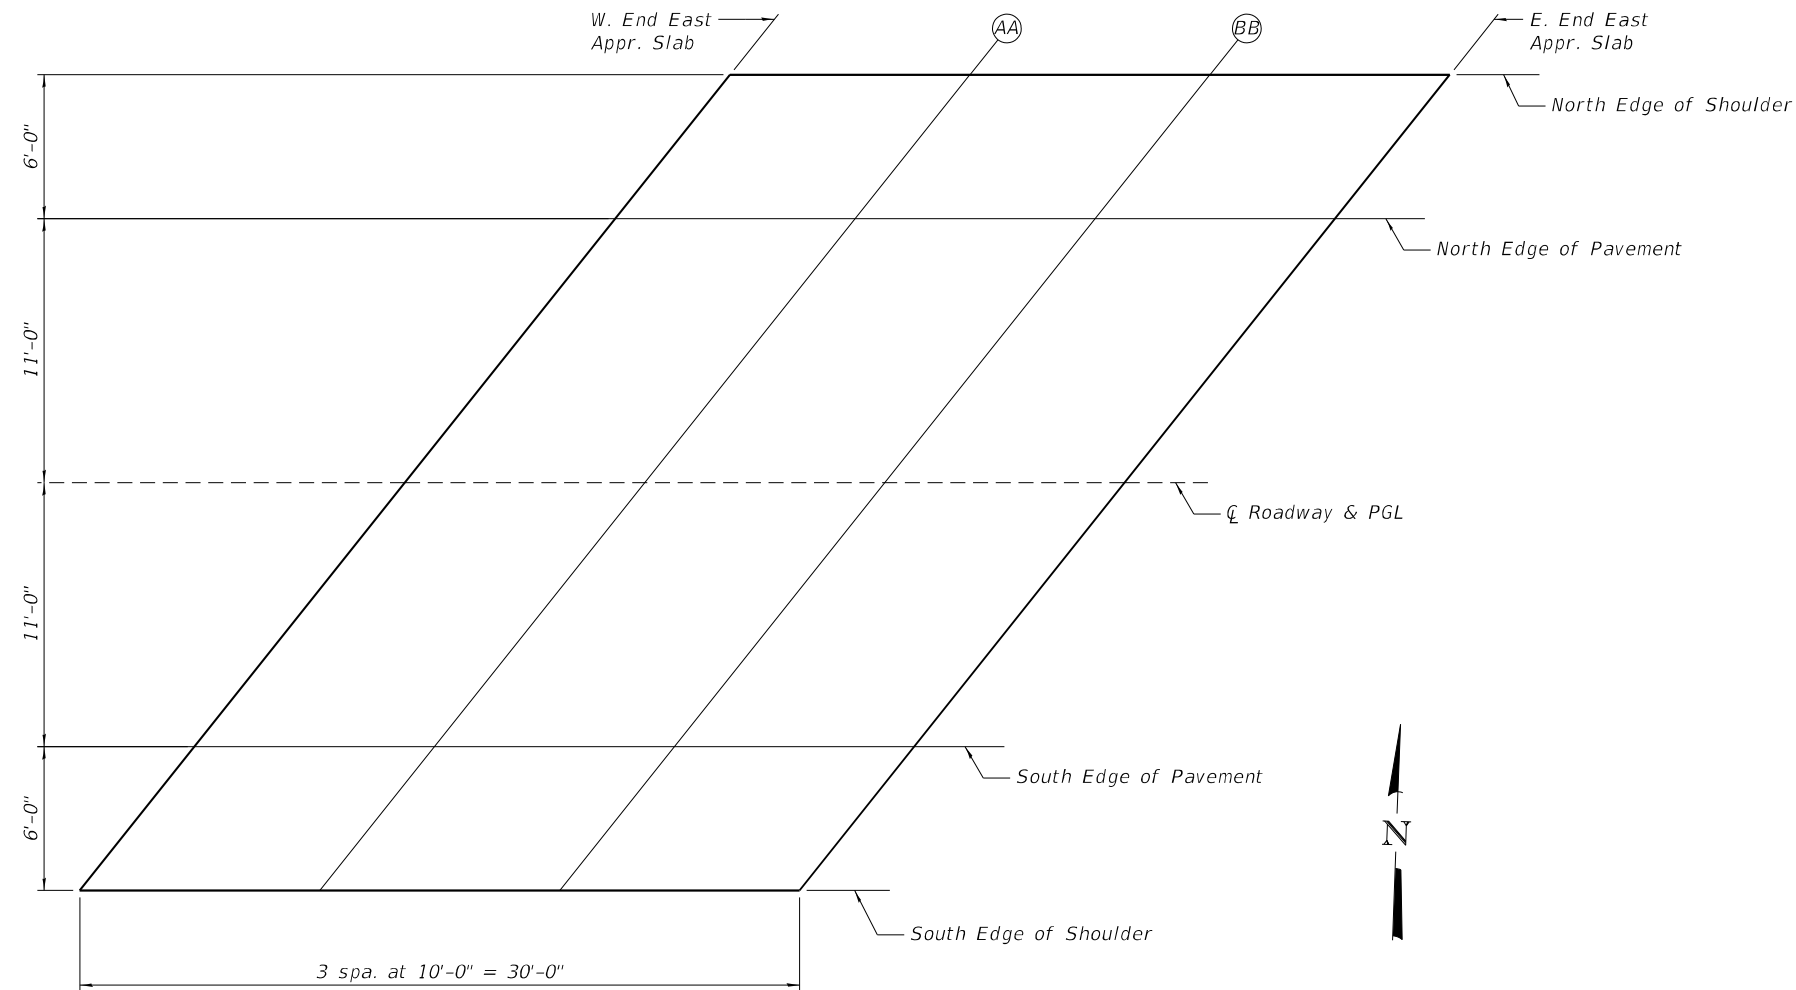 W. End East
Appr. Slab
AA
BB
E. End East
Appr. Slab
North Edge of Shoulder
6'-0"
North Edge of Pavement
11'-0"
℄ Roadway & PGL
11'-0"
South Edge of Pavement
6'-0"
N
South Edge of Shoulder
3 spa. at 10'-0" = 30'-0"